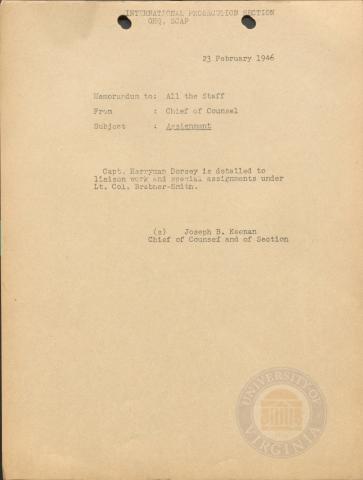 INTERNATIONAL PROSECUTION SECTION
GHQ, SCAP
23 February 1946
Memorandum to: All the Staff
From : Chief of Counsel
Subject : Assignment
Capt. Harryman Dorsey is detailed to
liaison work and special assignments under
Lt. Col. Brabner-Smith.
(s) Joseph B. Keenan
Chief of Counsel and of Section
UNIVERSITY OF VIRGINIA